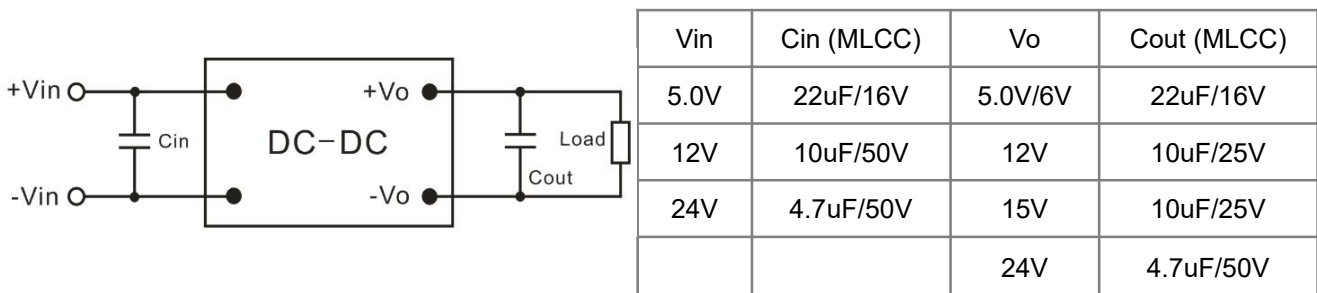 +Vin
-Vin
Cin
DC-DC
+Vo
-Vo
Cout
Load
Vin Cin (MLCC) Vo Cout (MLCC)
5.0V 22uF/16V 5.0V/6V 22uF/16V
12V 10uF/50V 12V 10uF/25V
24V 4.7uF/50V 15V 10uF/25V
24V 4.7uF/50V